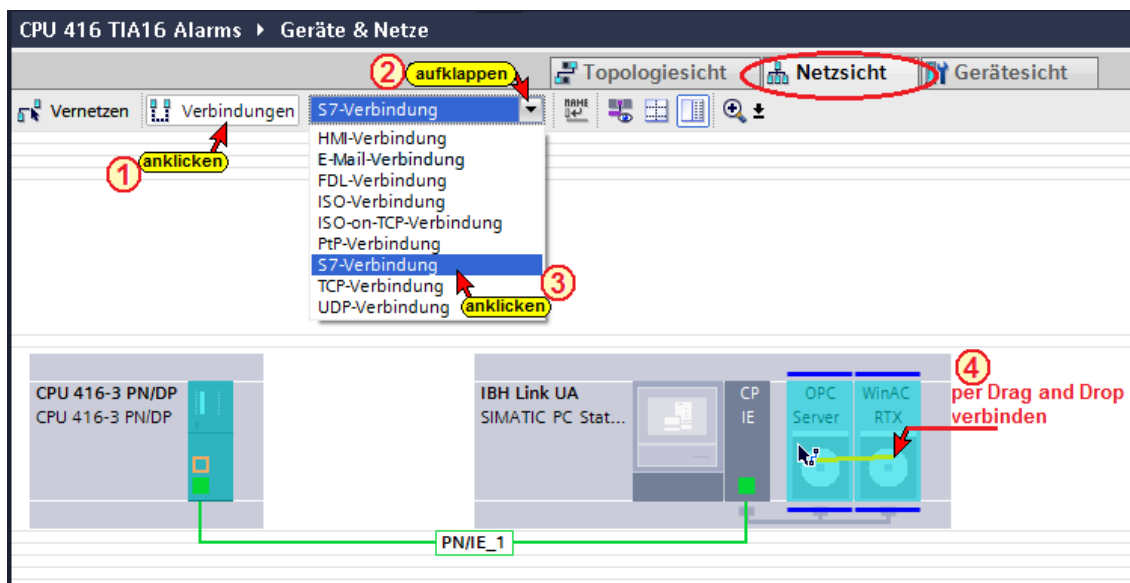 CPU 416 TIA16 Alarms ▸ Geräte & Netze
2 aufklappen Topologiesicht Netzsicht Gerätesicht
Vernetzen Verbindungen S7-Verbindung NAME
1 anklicken
HMI-Verbindung
E-Mail-Verbindung
FDL-Verbindung
ISO-Verbindung
ISO-on-TCP-Verbindung
PtP-Verbindung
S7-Verbindung
3
TCP-Verbindung
UDP-Verbindung anklicken
4
CPU 416-3 PN/DP
CPU 416-3 PN/DP
IBH Link UA
SIMATIC PC Stat...
CP
IE
OPC
Server
WinAC
RTX
per Drag and Drop
verbinden
PN/IE_1